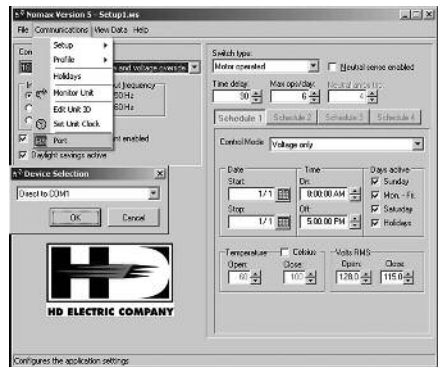 Nomax Version 5 - Setup1.ws
File Communications View Data Help
Setup
Profile
Holidays
Monitor Unit
Edit Unit ID
Set Unit Clock
Port
and voltage override
frequency
50 Hz
60 Hz
enabled
Daylight savings active
Device Selection
Direct to COM1
OK Cancel
HD ELECTRIC COMPANY
Switch type:
Motor operated
Neutral sense enabled
Time delay: Max ops/day: Neutral amps trip:
30 6 4
Schedule 1 Schedule 2 Schedule 3 Schedule 4
Control Mode Voltage only
Date Time Days active
Start: On:
1/1 8:00:00 AM
Stop: Off:
1/1 5:00:00 PM
Sunday
Mon. - Fri.
Saturday
Holidays
Temperature Celsius Volts RMS
Open: Close: Open: Close:
60 100 128.0 115.0
Configures the application settings